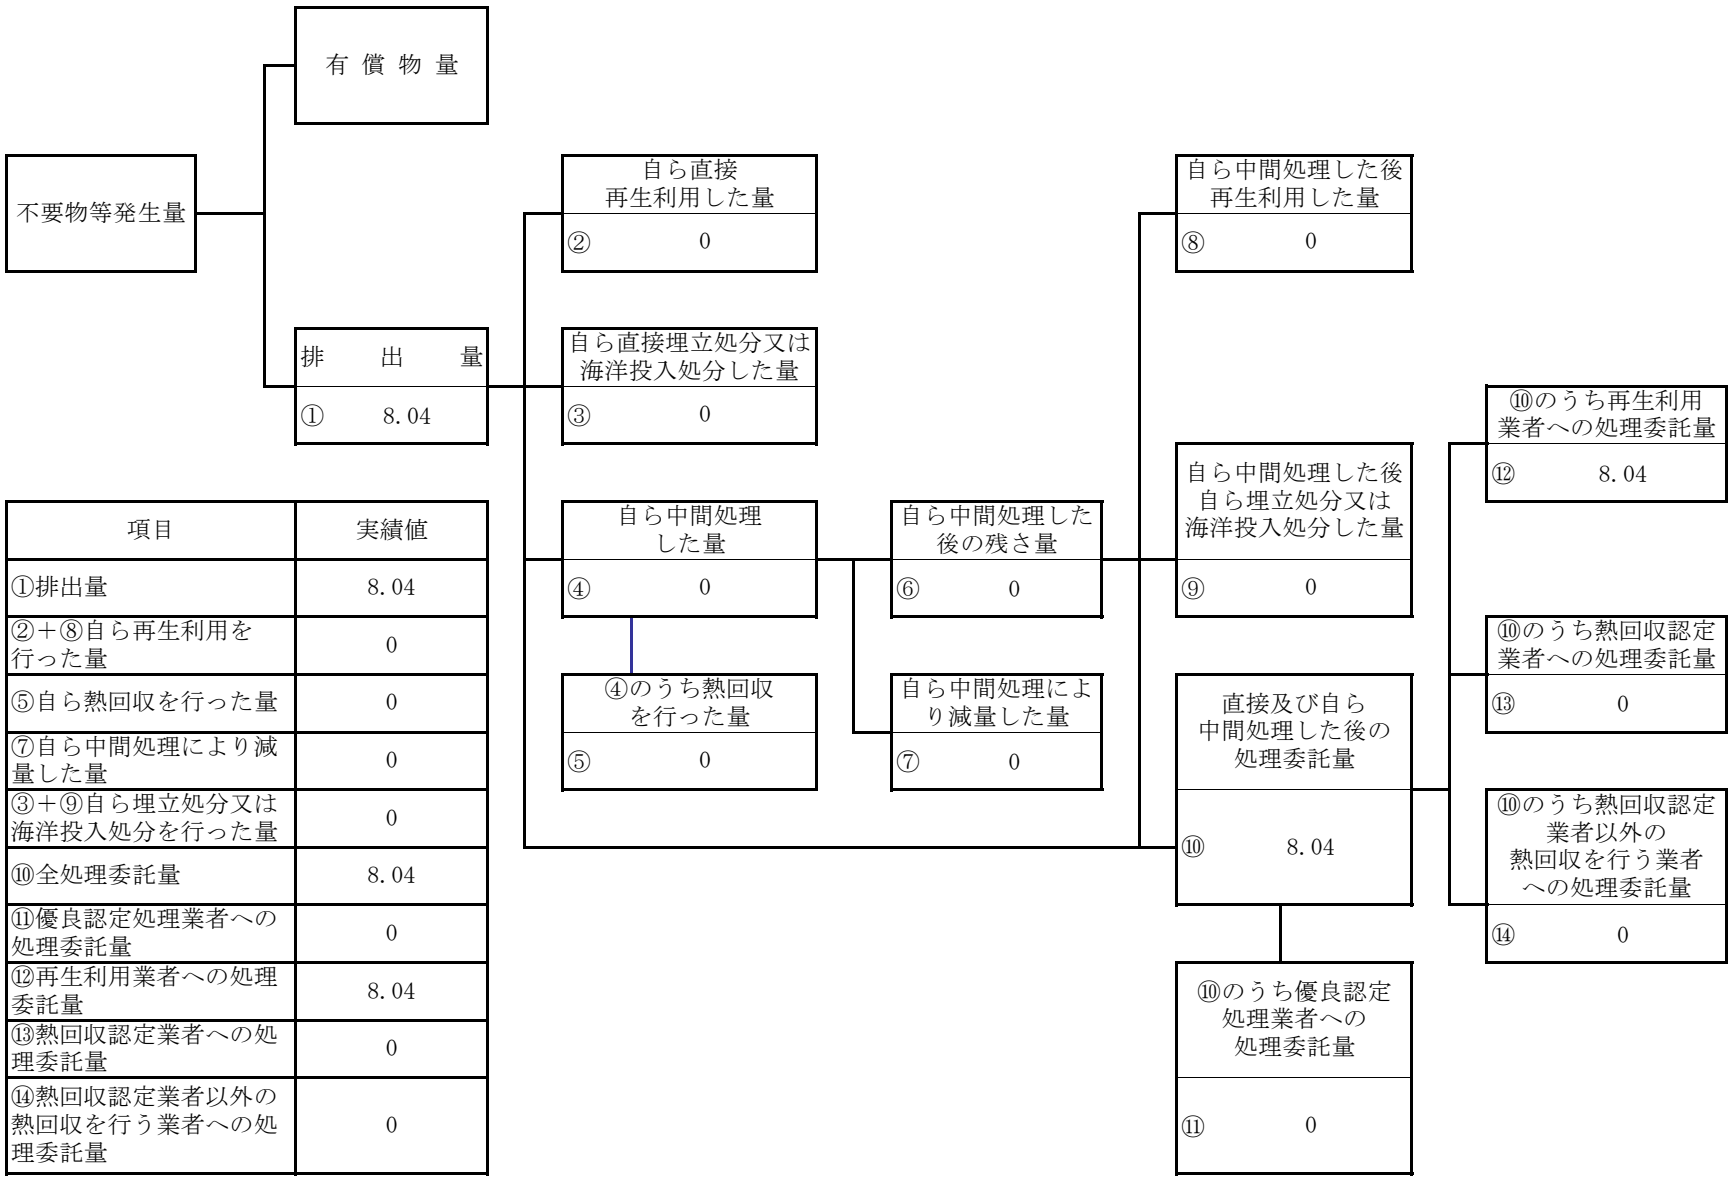 有償物量
不要物等発生量
自ら直接
再生利用した量
② 0
自ら中間処理した後
再生利用した量
⑧ 0
排出量
① 8.04
自ら直接埋立処分又は
海洋投入処分した量
③ 0
⑩のうち再生利用
業者への処理委託量
⑫ 8.04
自ら中間処理した後
自ら埋立処分又は
海洋投入処分した量
⑨ 0
自ら中間処理
した量
④ 0
自ら中間処理した
後の残さ量
⑥ 0
⑩のうち熱回収認定
業者への処理委託量
⑬ 0
④のうち熱回収
を行った量
⑤ 0
自ら中間処理によ
り減量した量
⑦ 0
直接及び自ら
中間処理した後の
処理委託量
⑩ 8.04
⑩のうち熱回収認定
業者以外の
熱回収を行う業者
への処理委託量
⑭ 0
⑩のうち優良認定
処理業者への
処理委託量
⑪ 0
項目 実績値
①排出量 8.04
②＋⑧自ら再生利用を
行った量 0
⑤自ら熱回収を行った量 0
⑦自ら中間処理により減
量した量 0
③＋⑨自ら埋立処分又は
海洋投入処分を行った量 0
⑩全処理委託量 8.04
⑪優良認定処理業者への
処理委託量 0
⑫再生利用業者への処理
委託量 8.04
⑬熱回収認定業者への処
理委託量 0
⑭熱回収認定業者以外の
熱回収を行う業者への処
理委託量 0